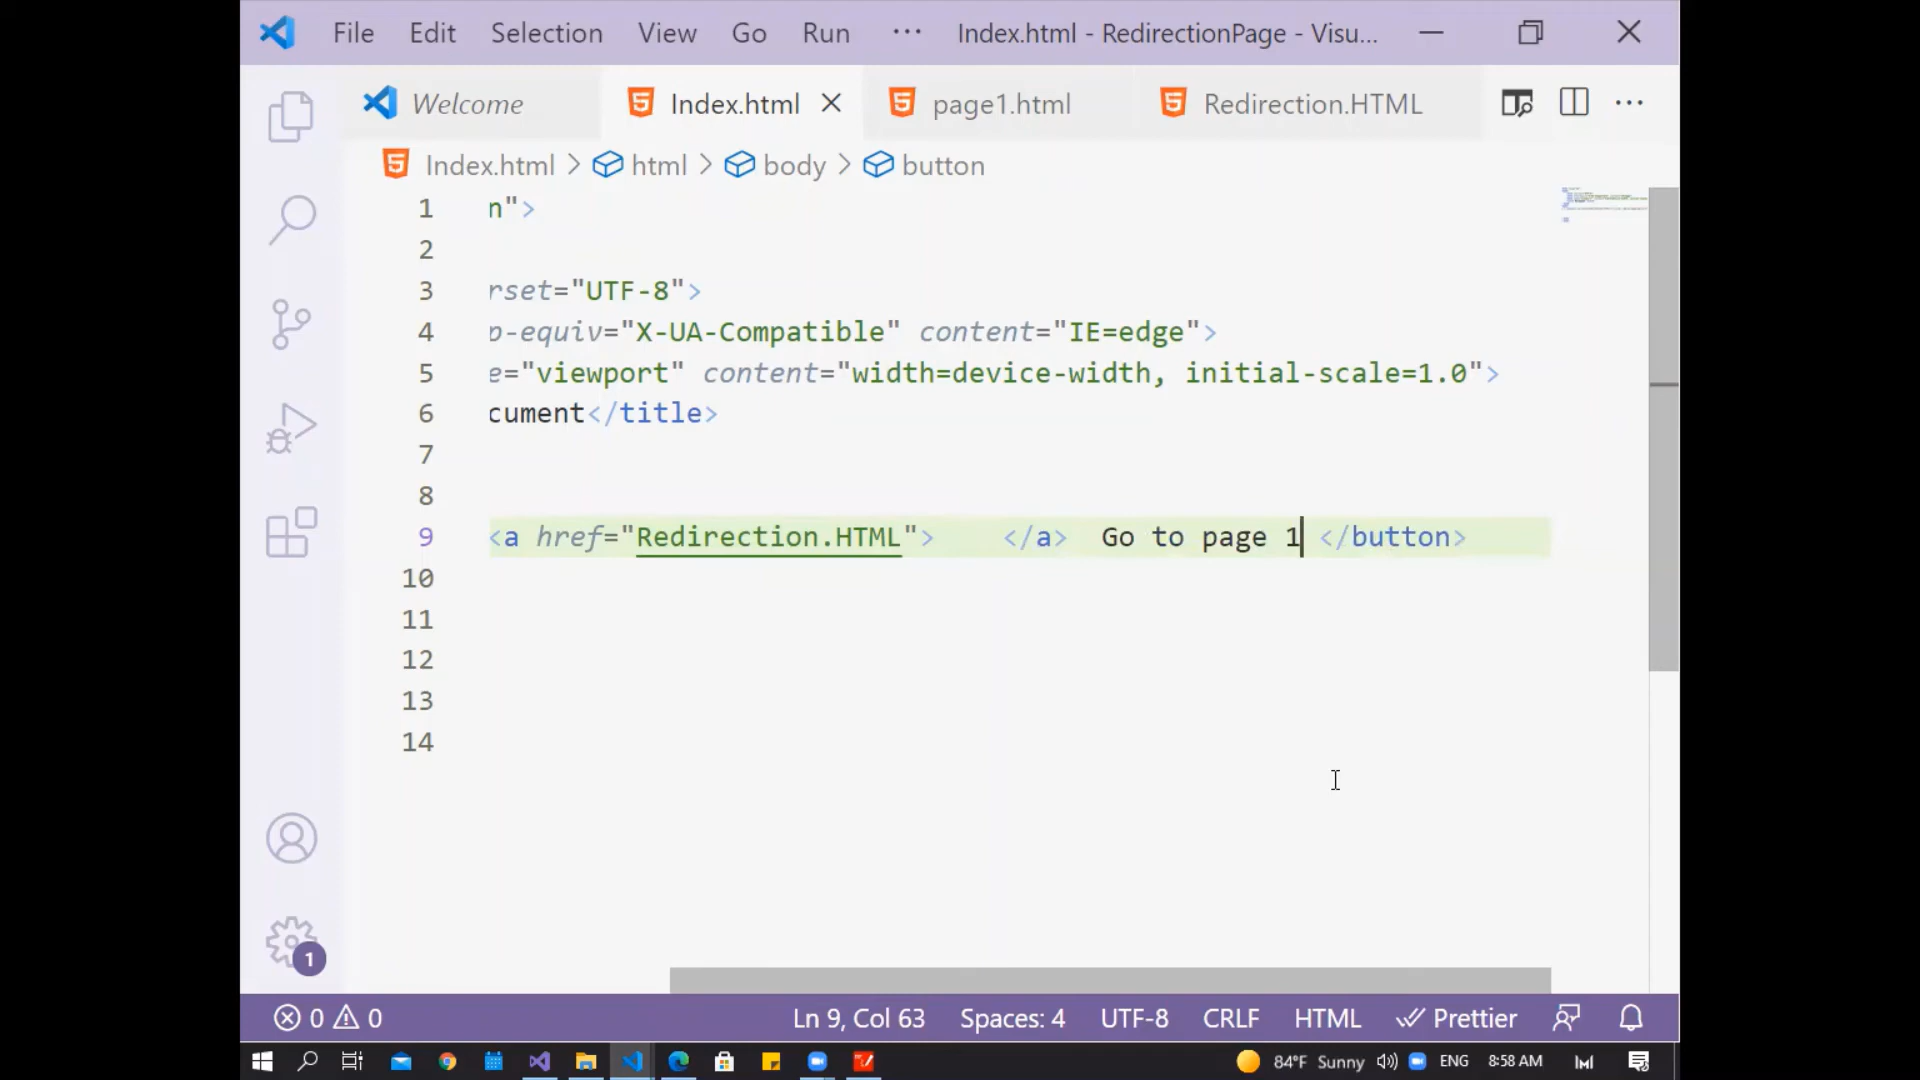 File Edit Selection View Go Run ··· Index.html - RedirectionPage - Visu...
Welcome Index.html page1.html Redirection.HTML ···
Index.html > html > body > button
1 n">
2
3 rset="UTF-8">
4 p-equiv="X-UA-Compatible" content="IE=edge">
5 e="viewport" content="width=device-width, initial-scale=1.0">
6 cument</title>
7
8
9 <a href="Redirection.HTML">     </a>  Go to page 1 </button>
10
11
12
13
14
1
0 0 Ln 9, Col 63 Spaces: 4 UTF-8 CRLF HTML Prettier
84°F Sunny ENG 8:58 AM